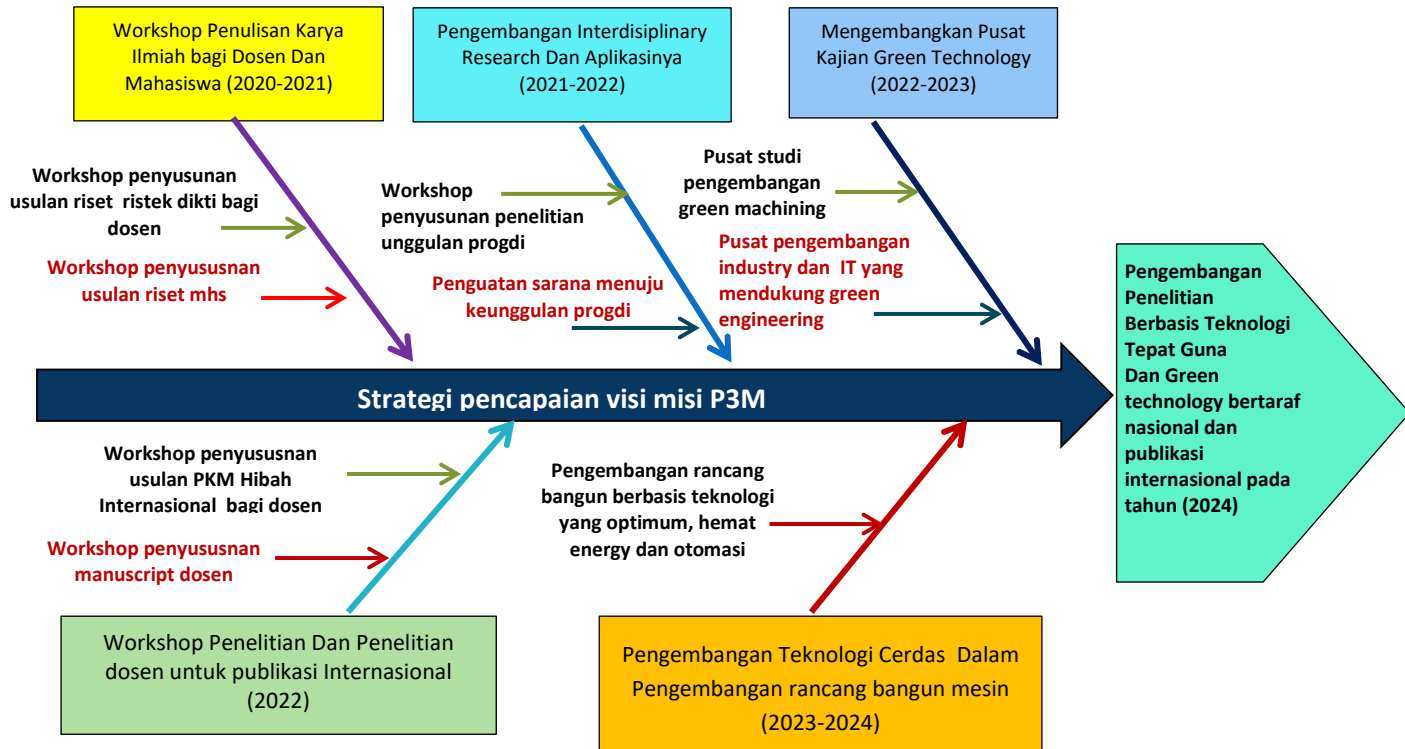 Workshop Penulisan Karya
Ilmiah bagi Dosen Dan
Mahasiswa (2020-2021)
Pengembangan Interdisiplinary
Research Dan Aplikasinya
(2021-2022)
Mengembangkan Pusat
Kajian Green Technology
(2022-2023)
Workshop penyusunan
usulan riset ristek dikti bagi
dosen
Workshop penyususnan
usulan riset mhs
Workshop
penyusunan penelitian
unggulan progdi
Penguatan sarana menuju
keunggulan progdi
Pusat studi
pengembangan
green machining
Pusat pengembangan
industry dan IT yang
mendukung green
engineering
Strategi pencapaian visi misi P3M
Pengembangan
Penelitian
Berbasis Teknologi
Tepat Guna
Dan Green
technology bertaraf
nasional dan
publikasi
internasional pada
tahun (2024)
Workshop penyususnan
usulan PKM Hibah
Internasional bagi dosen
Workshop penyususnan
manuscript dosen
Pengembangan rancang
bangun berbasis teknologi
yang optimum, hemat
energy dan otomasi
Workshop Penelitian Dan Penelitian
dosen untuk publikasi Internasional
(2022)
Pengembangan Teknologi Cerdas Dalam
Pengembangan rancang bangun mesin
(2023-2024)